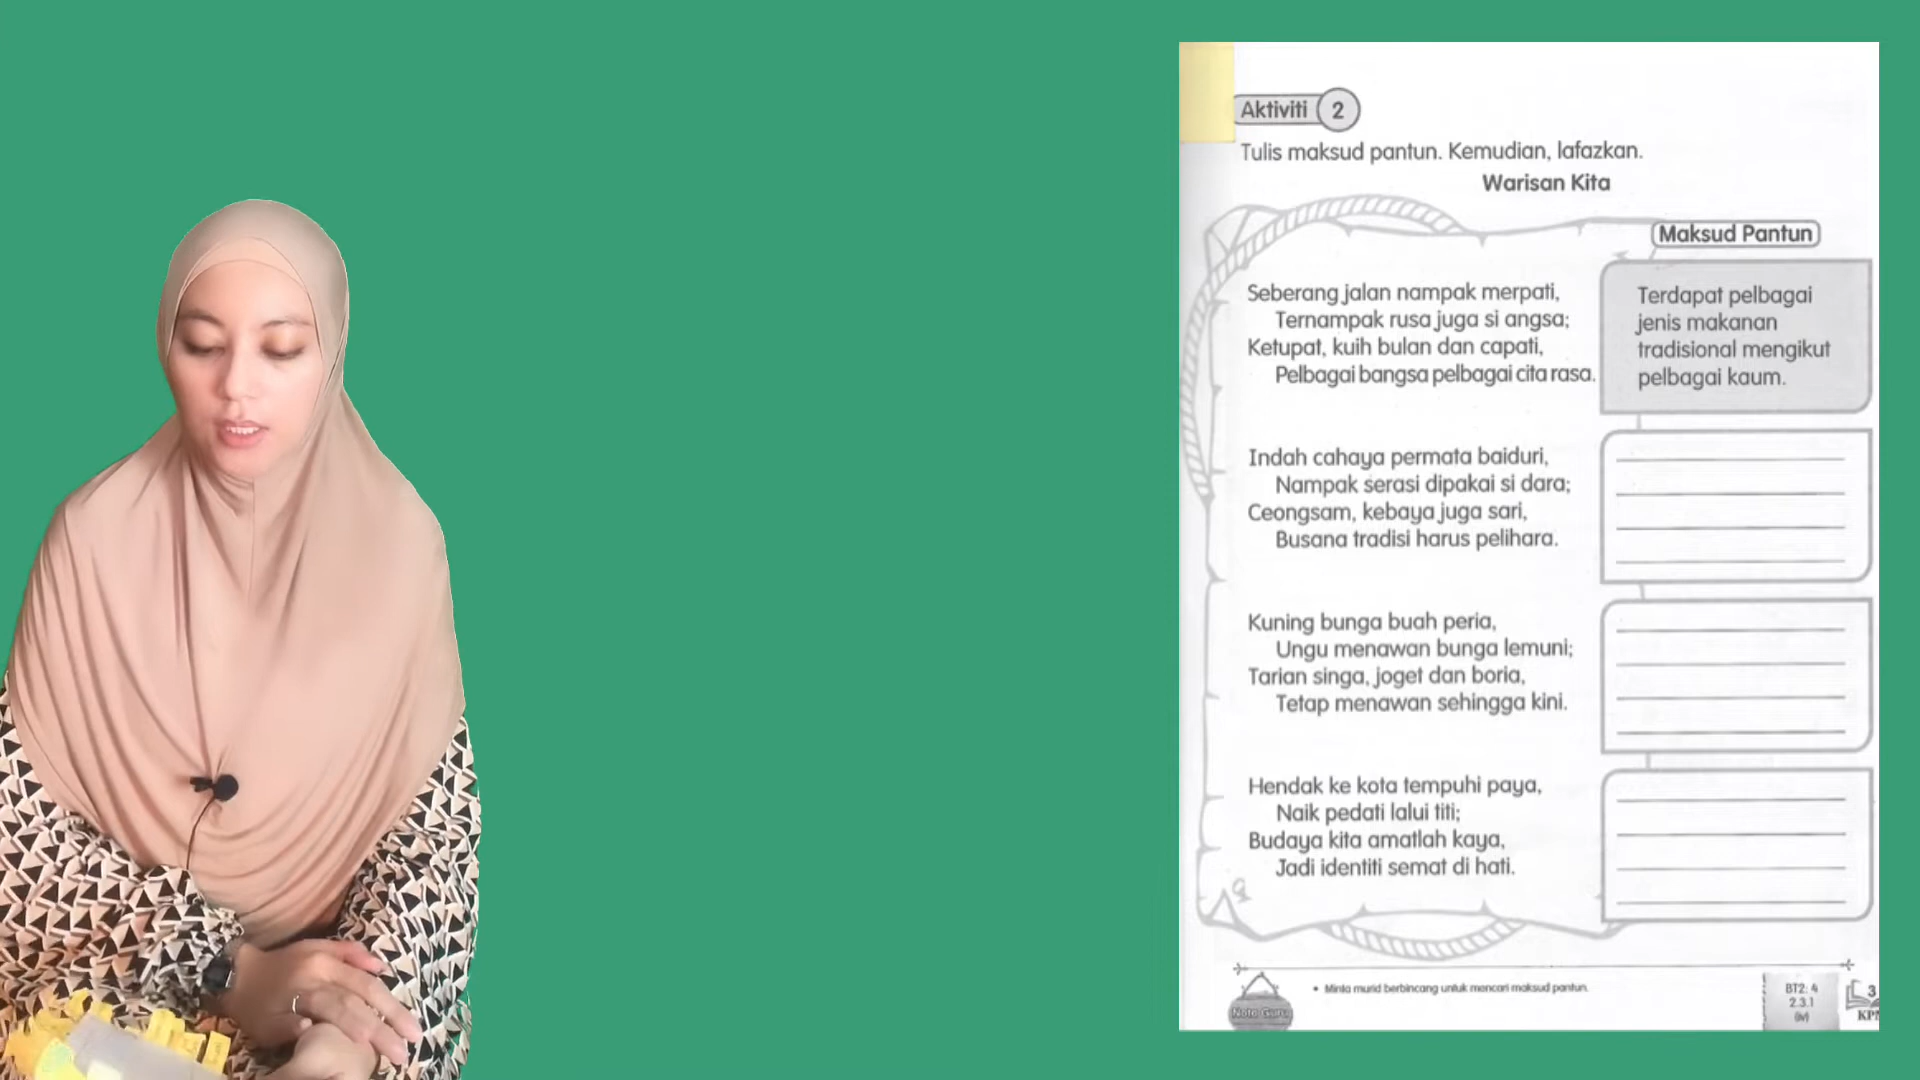 Aktiviti 2
Tulis maksud pantun. Kemudian, lafazkan.
Warisan Kita
Maksud Pantun
Seberang jalan nampak merpati,
Ternampak rusa juga si angsa;
Ketupat, kuih bulan dan capati,
Pelbagai bangsa pelbagai cita rasa.
Terdapat pelbagai
jenis makanan
tradisional mengikut
pelbagai kaum.
Indah cahaya permata baiduri,
Nampak serasi dipakai si dara;
Ceongsam, kebaya juga sari,
Busana tradisi harus pelihara.
Kuning bunga buah peria,
Ungu menawan bunga lemuni;
Tarian singa, joget dan boria,
Tetap menawan sehingga kini.
Hendak ke kota tempuhi paya,
Naik pedati lalui titi;
Budaya kita amatlah kaya,
Jadi identiti semat di hati.
Nota Guru
• Minta murid berbincang untuk mencari maksud pantun.
BT2: 4
2.3.1
(iv)
3